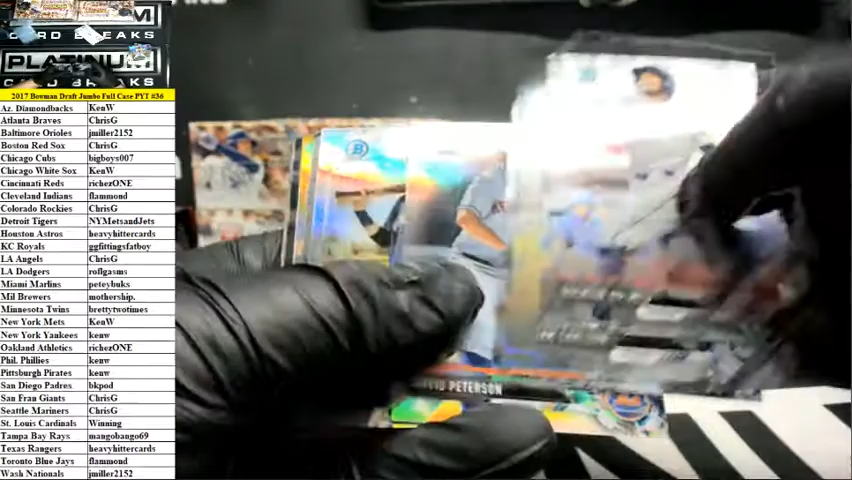 CARD BREAKS
PLATINUM
CARD BREAKS
2017 Bowman Draft Jumbo Full Case PYT #36
Az. Diamondbacks KenW
Atlanta Braves ChrisG
Baltimore Orioles jmiller2152
Boston Red Sox ChrisG
Chicago Cubs bigboys007
Chicago White Sox KenW
Cincinnati Reds richezONE
Cleveland Indians flammond
Colorado Rockies ChrisG
Detroit Tigers NYMetsandJets
Houston Astros heavyhittercards
KC Royals ggfittingsfatboy
LA Angels ChrisG
LA Dodgers roflgasms
Miami Marlins peteybuks
Mil Brewers mothership.
Minnesota Twins brettytwotimes
New York Mets KenW
New York Yankees kenw
Oakland Athletics richezONE
Phil. Phillies kenw
Pittsburgh Pirates kenw
San Diego Padres bkpod
San Fran Giants ChrisG
Seattle Mariners ChrisG
St. Louis Cardinals Winning
Tampa Bay Rays mangobango69
Texas Rangers heavyhittercards
Toronto Blue Jays flammond
Wash Nationals jmiller2152
PETERSON